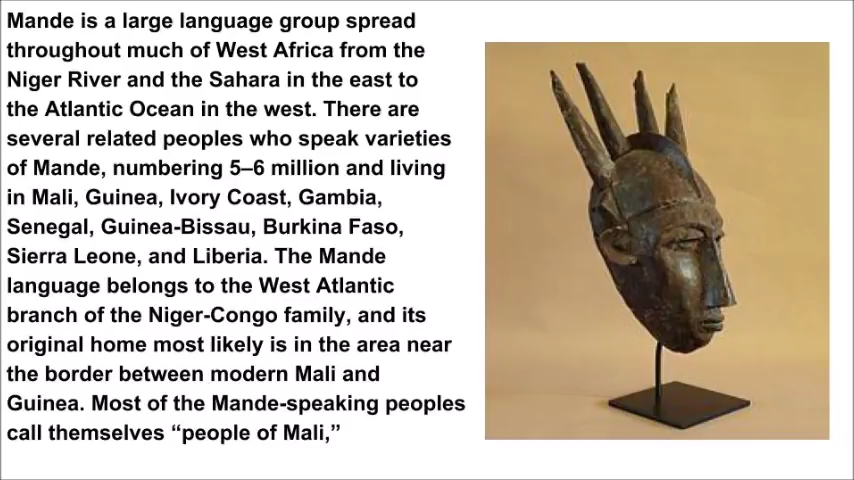 Mande is a large language group spread
throughout much of West Africa from the
Niger River and the Sahara in the east to
the Atlantic Ocean in the west. There are
several related peoples who speak varieties
of Mande, numbering 5–6 million and living
in Mali, Guinea, Ivory Coast, Gambia,
Senegal, Guinea-Bissau, Burkina Faso,
Sierra Leone, and Liberia. The Mande
language belongs to the West Atlantic
branch of the Niger-Congo family, and its
original home most likely is in the area near
the border between modern Mali and
Guinea. Most of the Mande-speaking peoples
call themselves “people of Mali,”